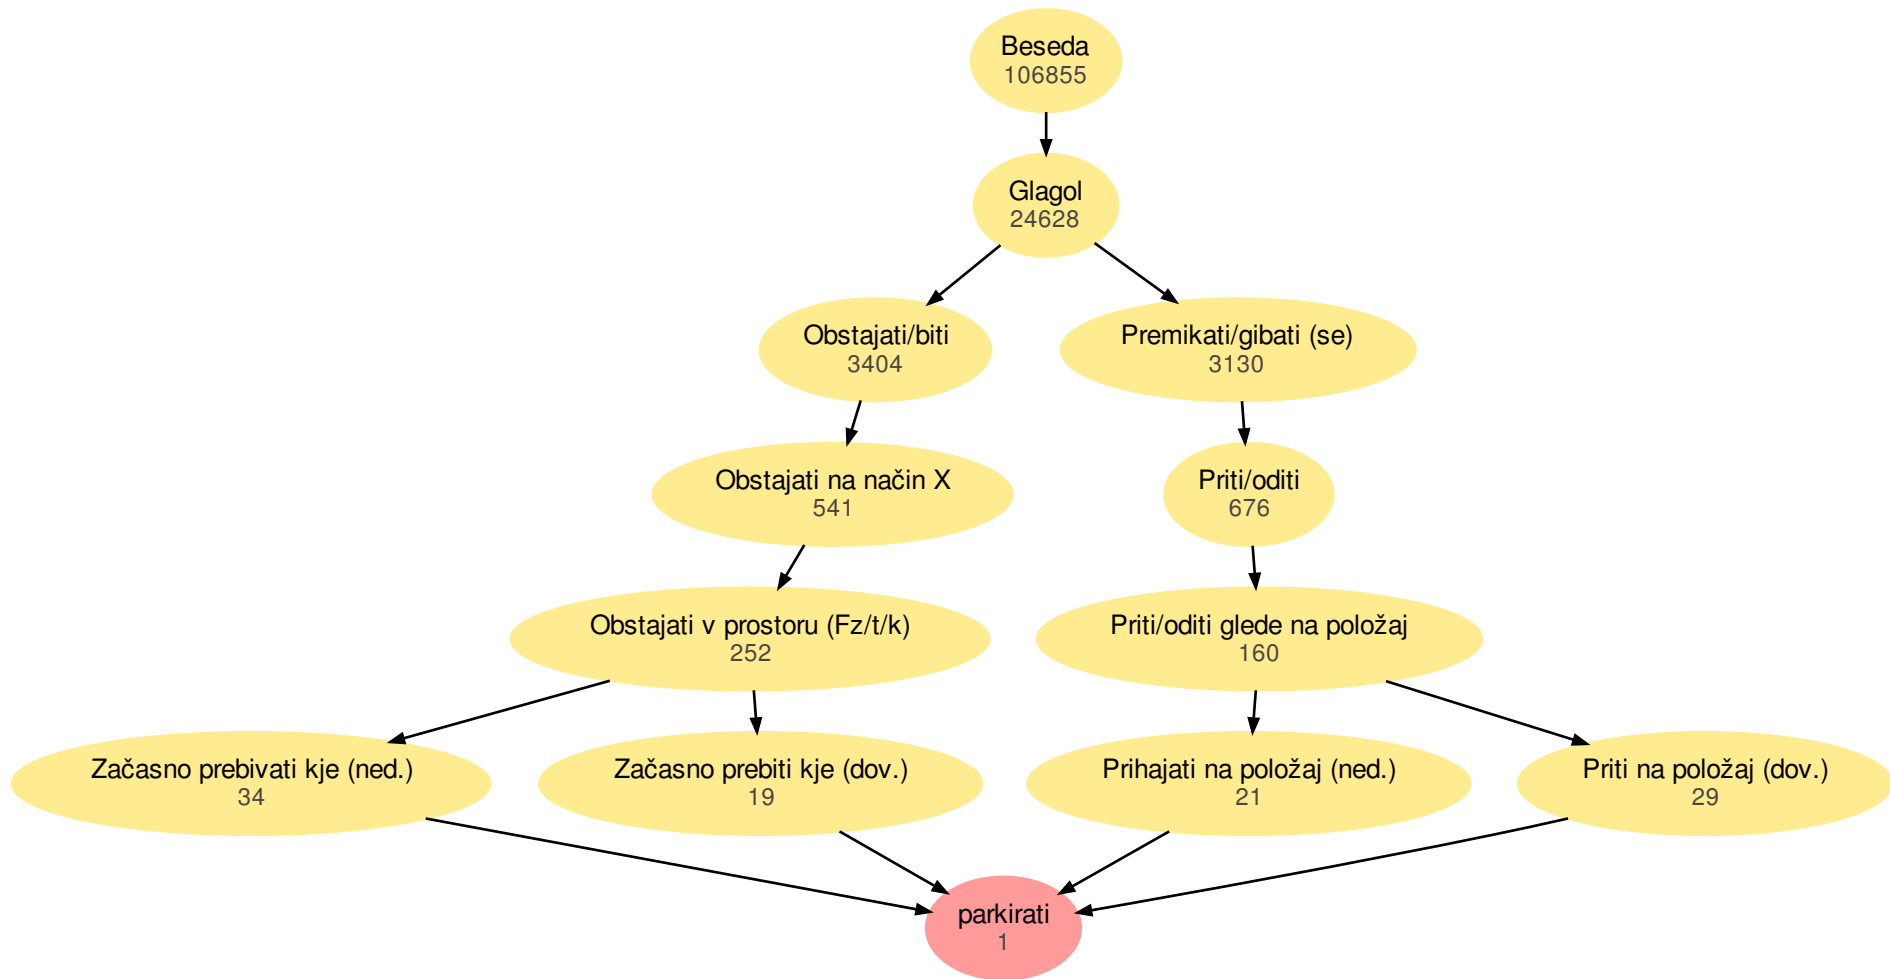 Beseda
106855
Glagol
24628
Obstajati/biti
3404
Premikati/gibati (se)
3130
Obstajati na način X
541
Priti/oditi
676
Obstajati v prostoru (Fz/t/k)
252
Priti/oditi glede na položaj
160
Začasno prebivati kje (ned.)
34
Začasno prebiti kje (dov.)
19
Prihajati na položaj (ned.)
21
Priti na položaj (dov.)
29
parkirati
1